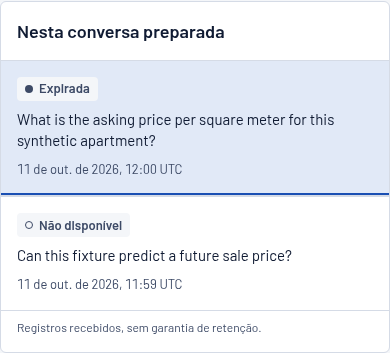 Nesta conversa preparada
Expirada
What is the asking price per square meter for this
synthetic apartment?
11 de out. de 2026, 12:00 UTC
Não disponível
Can this fixture predict a future sale price?
11 de out. de 2026, 11:59 UTC
Registros recebidos, sem garantia de retenção.